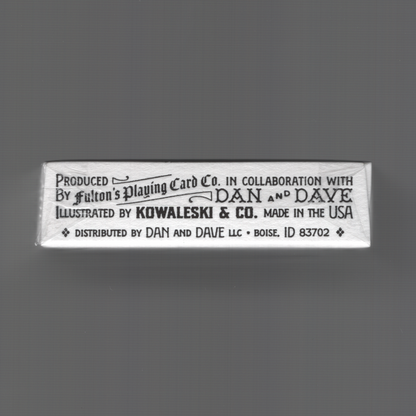 PRODUCED BY Fulton's Playing Card Co. IN COLLABORATION WITH
DAN AND DAVE
ILLUSTRATED BY KOWALESKI & CO. MADE IN THE USA
❖ DISTRIBUTED BY DAN AND DAVE LLC • BOISE, ID 83702 ❖